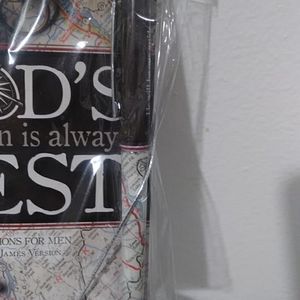 OD'S
n is alway
EST
IONS FOR MEN
JAMES VERSION